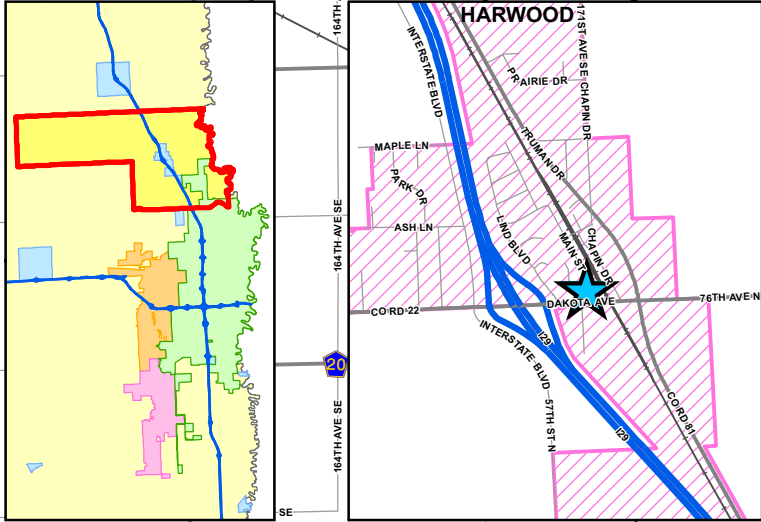 HARWOOD
164TH-
171ST AVE SE
CHAPIN DR
INTERSTATE BLVD
PRAIRIE DR
TRUMAN DR
MAPLE LN
PARK DR
ASH LN
164TH AVE SE
LIND BLVD
MAIN ST
CHAPIN DR
DAKOTA AVE
76TH AVE N
CO RD 22
I29
INTERSTATE BLVD
20
57TH ST N
CO RD 81
I29
164TH AVE SE
SE